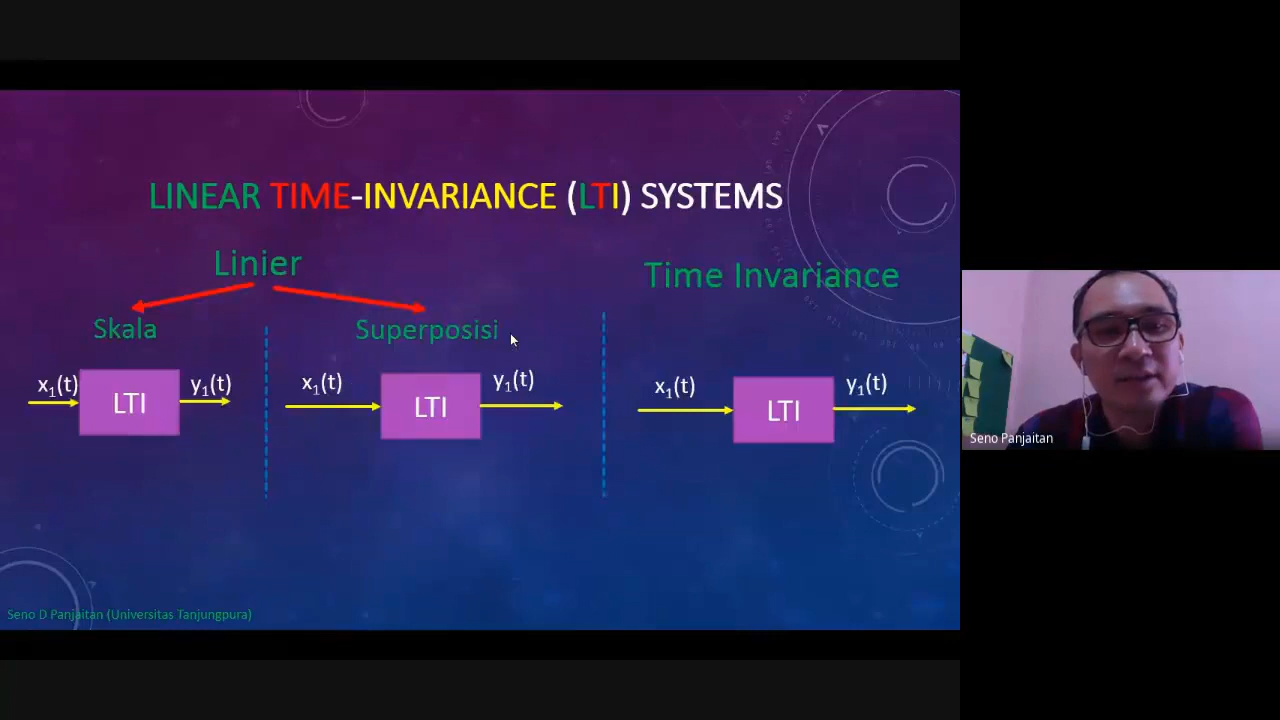 LINEAR TIME-INVARIANCE (LTI) SYSTEMS
Linier
Time Invariance
Skala
Superposisi
x₁(t)
LTI
y₁(t)
x₁(t)
LTI
y₁(t)
x₁(t)
LTI
y₁(t)
Seno D Panjaitan (Universitas Tanjungpura)
Seno Panjaitan